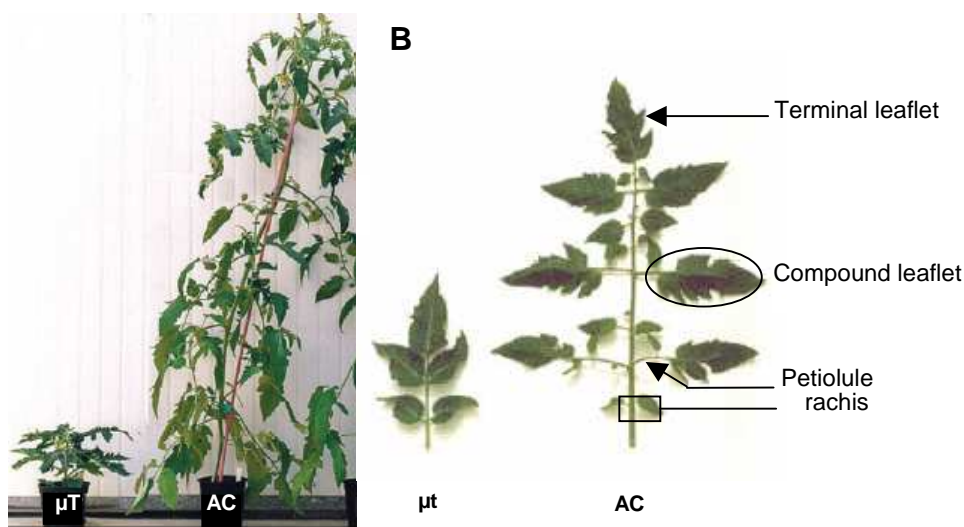 B
Terminal leaflet
Compound leaflet
Petiolule
rachis
µT
AC
µt
AC